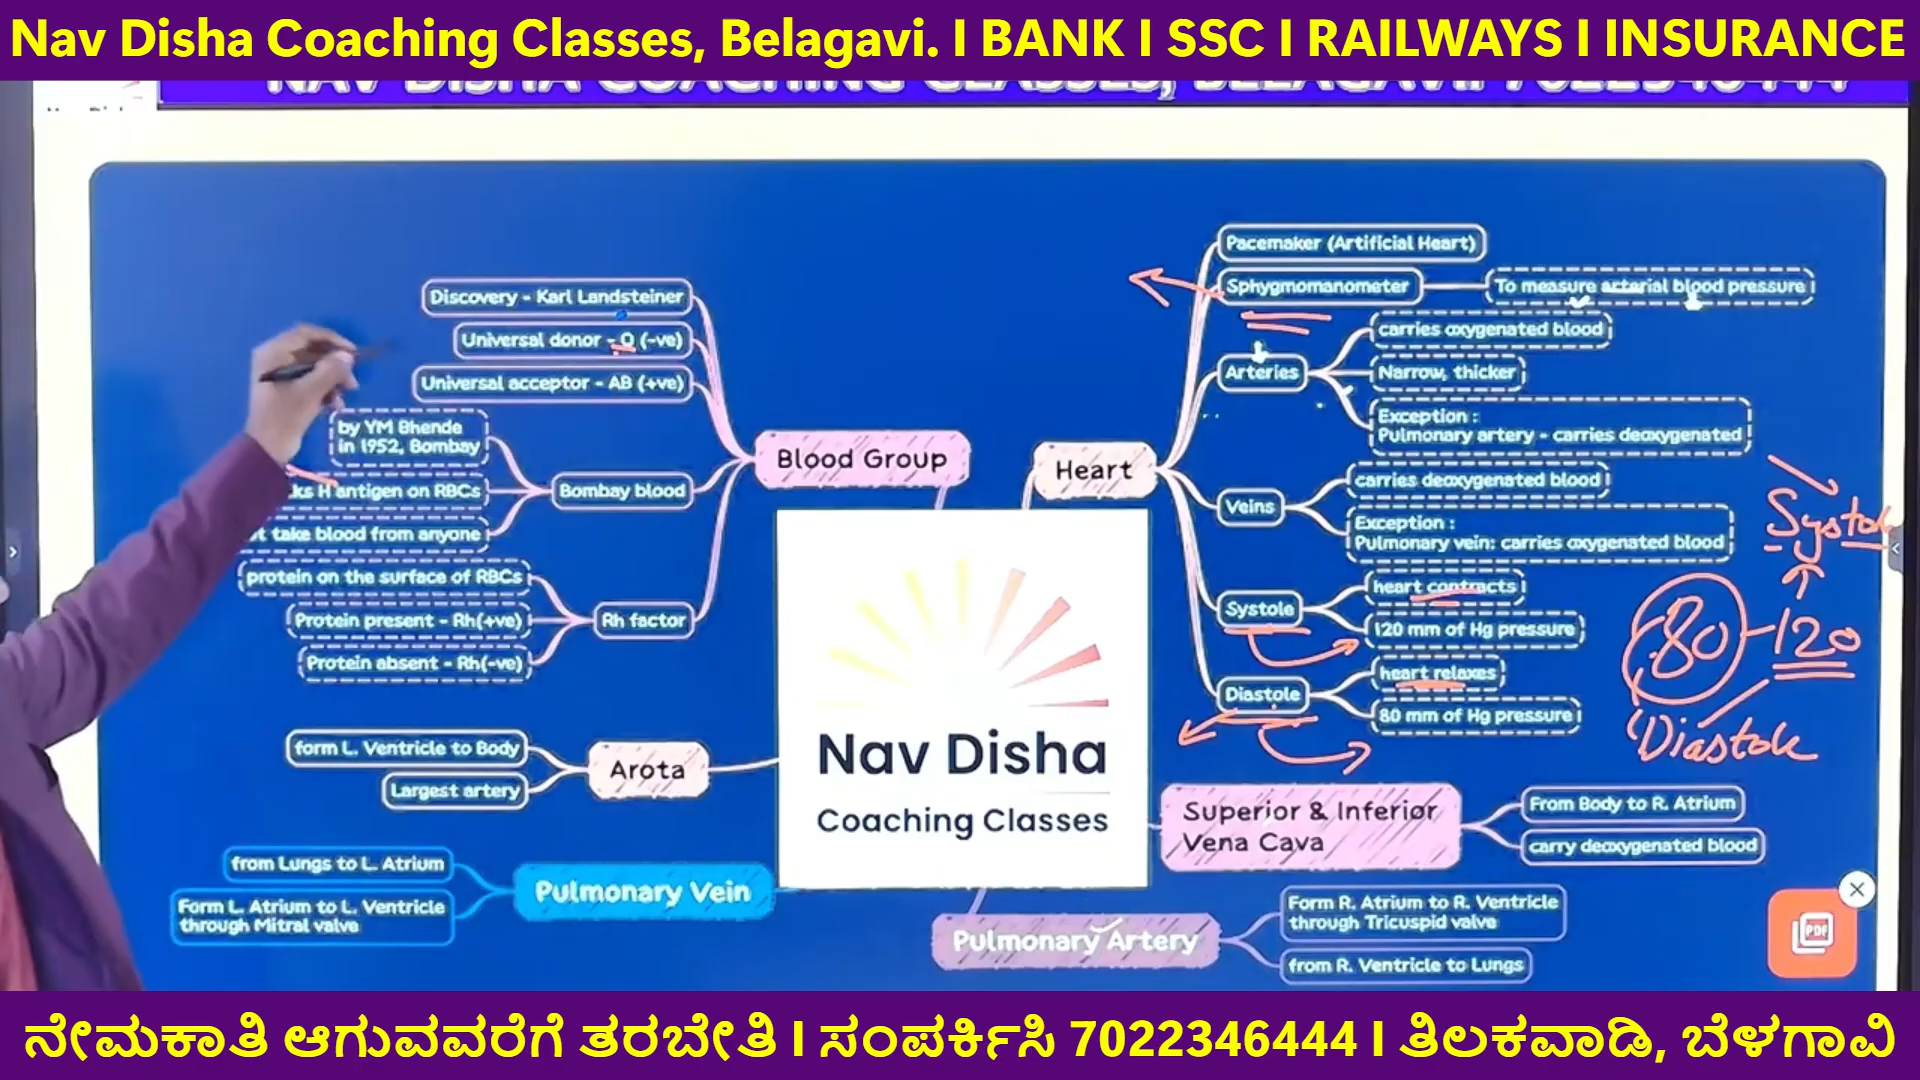 Nav Disha Coaching Classes, Belagavi. I BANK I SSC I RAILWAYS I INSURANCE
NAV DISHA COACHING CLASSES, BELAGAVI. 7022346444
Discovery - Karl Landsteiner
Universal donor - O (-ve)
Universal acceptor - AB (+ve)
by YM Bhende
in 1952, Bombay
H antigen on RBCs
take blood from anyone
Bombay blood
protein on the surface of RBCs
Protein present - Rh(+ve)
Protein absent - Rh(-ve)
Rh factor
Blood Group
Heart
Pacemaker (Artificial Heart)
Sphygmomanometer
To measure arterial blood pressure
Arteries
carries oxygenated blood
Narrow, thicker
Exception :
Pulmonary artery - carries deoxygenated
Veins
carries deoxygenated blood
Exception :
Pulmonary vein: carries oxygenated blood
Systole
heart contracts
120 mm of Hg pressure
Diastole
heart relaxes
80 mm of Hg pressure
80-120
form L. Ventricle to Body
Largest artery
Arota
Nav Disha
Coaching Classes
Superior & Inferior
Vena Cava
From Body to R. Atrium
carry deoxygenated blood
from Lungs to L. Atrium
Form L. Atrium to L. Ventricle
through Mitral valve
Pulmonary Vein
Pulmonary Artery
Form R. Atrium to R. Ventricle
through Tricuspid valve
from R. Ventricle to Lungs
PDF
ನೇಮಕಾತಿ ಆಗುವವರೆಗೆ ತರಬೇತಿ I ಸಂಪರ್ಕಿಸಿ 7022346444 I ತಿಲಕವಾಡಿ, ಬೆಳಗಾವಿ